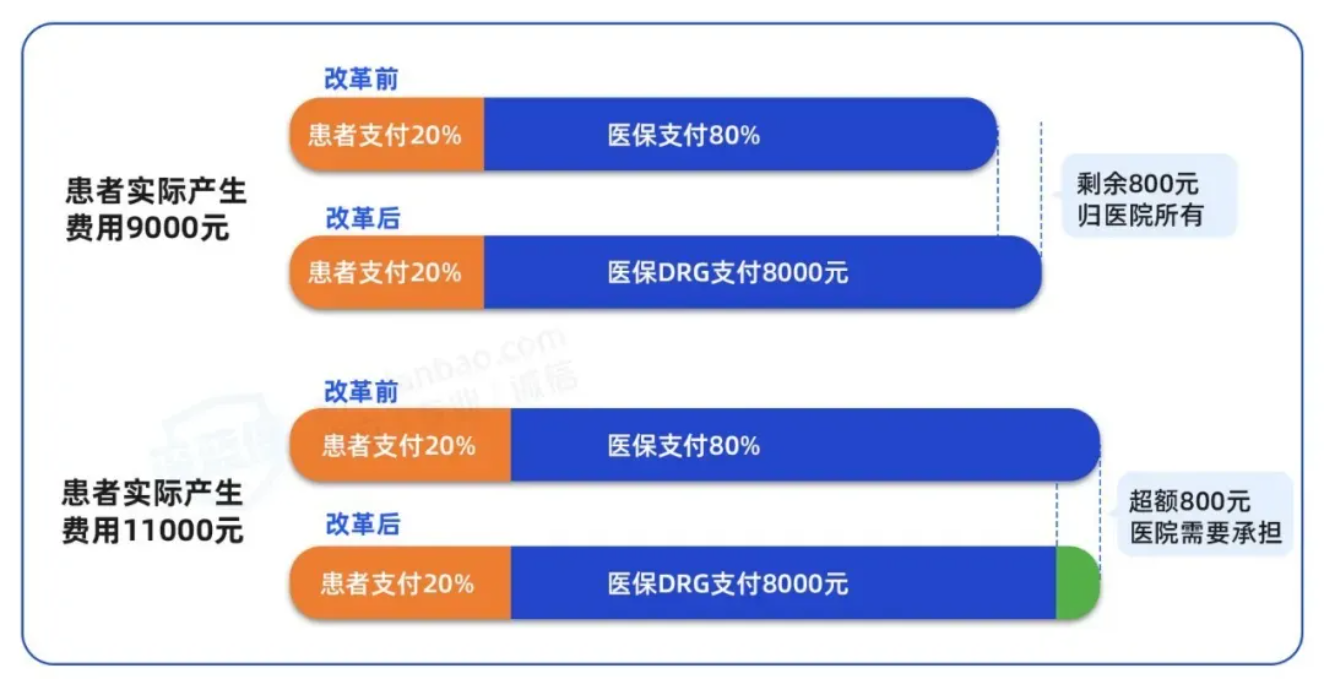 改革前
患者支付20%
医保支付80%
患者实际产生
费用9000元
剩余800元
归医院所有
改革后
患者支付20%
医保DRG支付8000元
改革前
患者支付20%
医保支付80%
患者实际产生
费用11000元
超额800元
医院需要承担
改革后
患者支付20%
医保DRG支付8000元